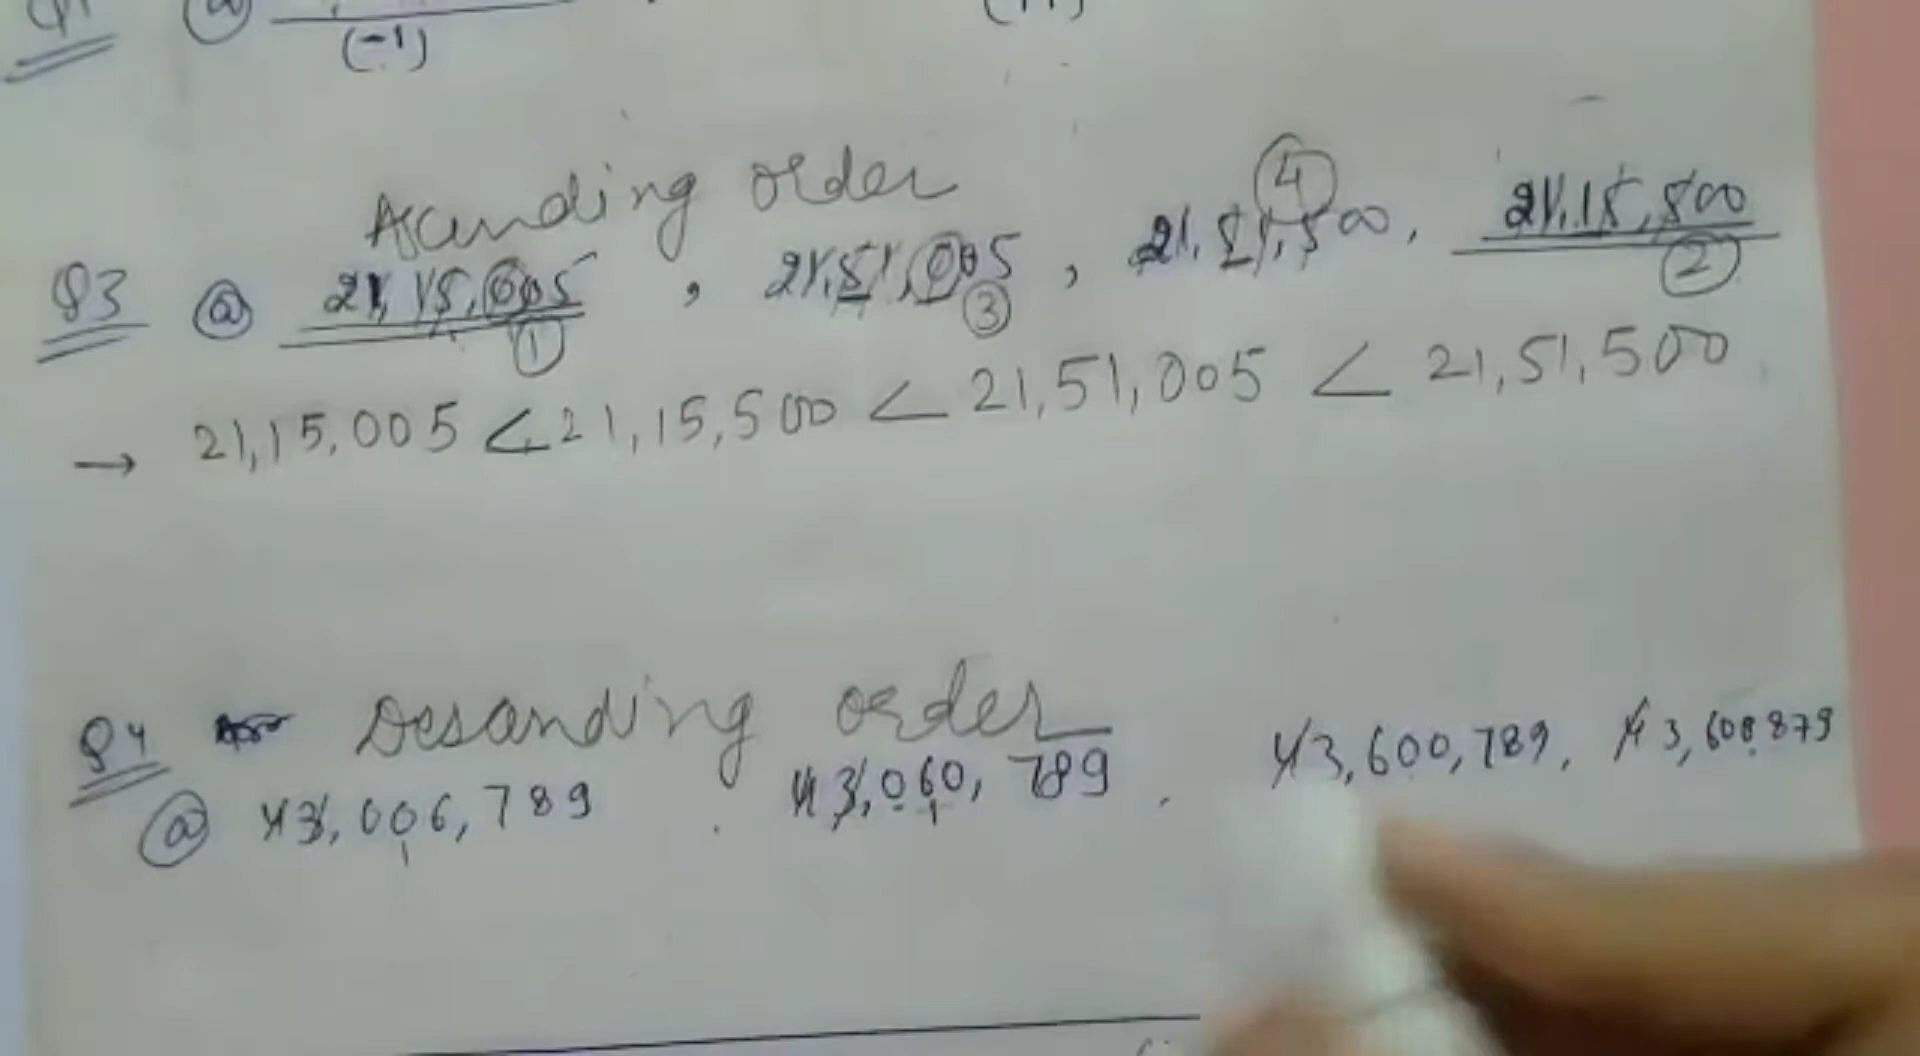 (-1)
Ascending order
Q3 (a) 21,15,005 , 21,51,005 , 21,51,500, 21,15,500
1 3 4 2
→ 21,15,005 < 21,15,500 < 21,51,005 < 21,51,500
Q4 Desanding order
(a) 43,006,789 , 43,060,789 , 43,600,789, 43,600,879